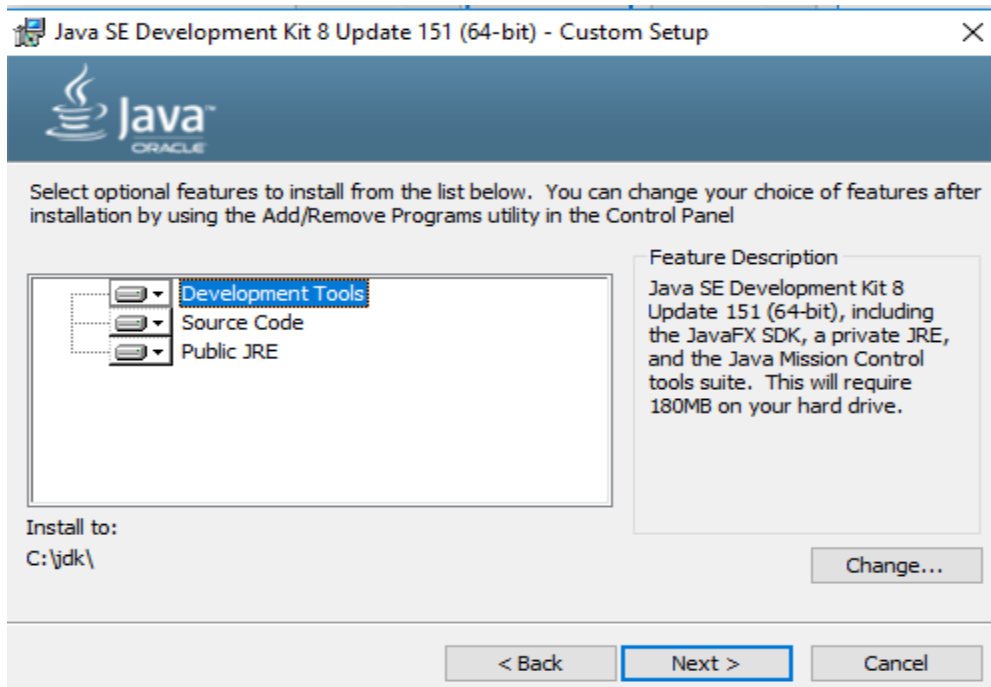 Java SE Development Kit 8 Update 151 (64-bit) - Custom Setup
Java™
ORACLE
Select optional features to install from the list below. You can change your choice of features after
installation by using the Add/Remove Programs utility in the Control Panel
Development Tools
Source Code
Public JRE
Feature Description
Java SE Development Kit 8
Update 151 (64-bit), including
the JavaFX SDK, a private JRE,
and the Java Mission Control
tools suite. This will require
180MB on your hard drive.
Install to:
C:\jdk\
Change...
< Back
Next >
Cancel